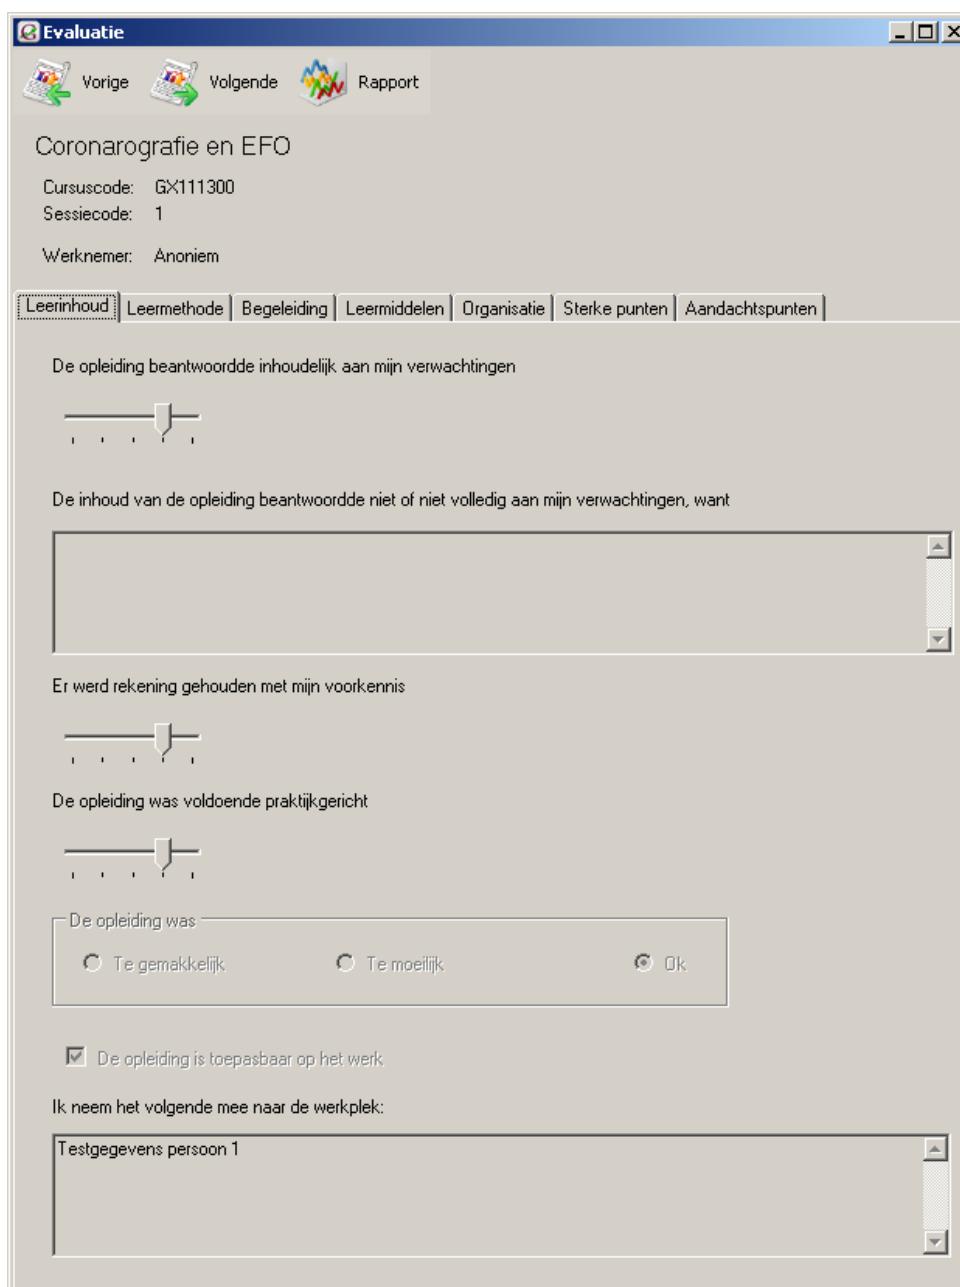 Evaluatie
Vorige Volgende Rapport
Coronarografie en EFO
Cursuscode: GX111300
Sessiecode: 1
Werknemer: Anoniem
Leerinhoud Leermethode Begeleiding Leermiddelen Organisatie Sterke punten Aandachtspunten
De opleiding beantwoordde inhoudelijk aan mijn verwachtingen
De inhoud van de opleiding beantwoordde niet of niet volledig aan mijn verwachtingen, want
Er werd rekening gehouden met mijn voorkennis
De opleiding was voldoende praktijkgericht
De opleiding was
Te gemakkelijk Te moeilijk Ok
De opleiding is toepasbaar op het werk
Ik neem het volgende mee naar de werkplek:
Testgegevens persoon 1